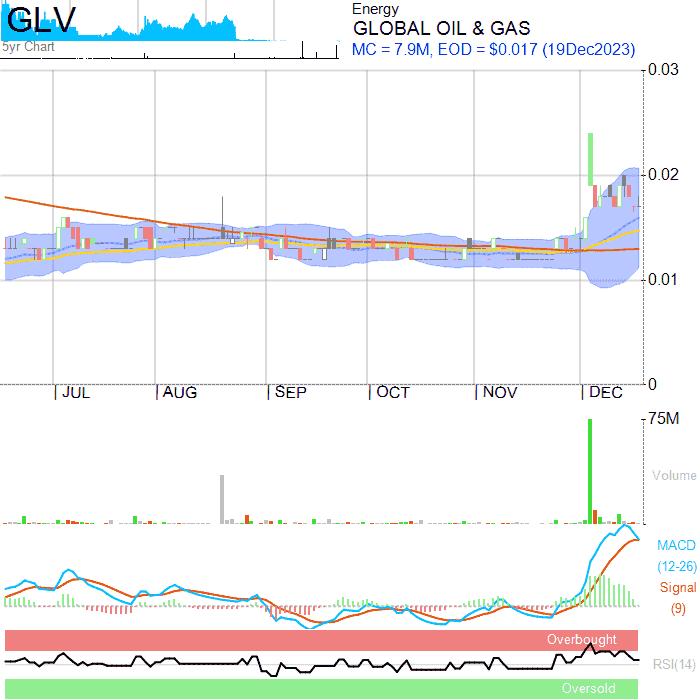 GLV
Energy
GLOBAL OIL & GAS
5yr Chart
MC = 7.9M, EOD = $0.017 (19Dec2023)
0.03
0.02
0.01
0
JUL AUG SEP OCT NOV DEC
75M
Volume
MACD
(12-26)
Signal
(9)
Overbought
RSI(14)
Oversold